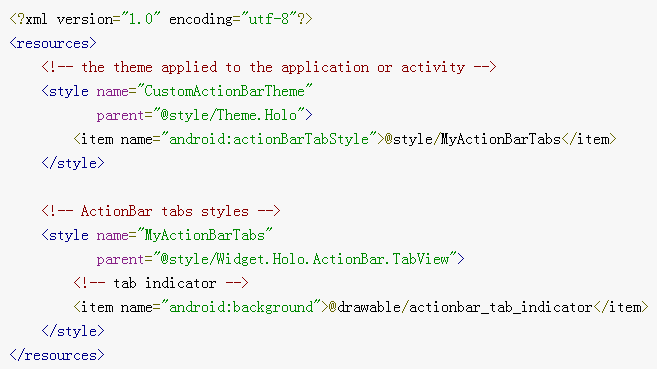 <?xml version="1.0" encoding="utf-8"?>
<resources>
    <!-- the theme applied to the application or activity -->
    <style name="CustomActionBarTheme"
           parent="@style/Theme.Holo">
        <item name="android:actionBarTabStyle">@style/MyActionBarTabs</item>
    </style>

    <!-- ActionBar tabs styles -->
    <style name="MyActionBarTabs"
           parent="@style/Widget.Holo.ActionBar.TabView">
        <!-- tab indicator -->
        <item name="android:background">@drawable/actionbar_tab_indicator</item>
    </style>
</resources>